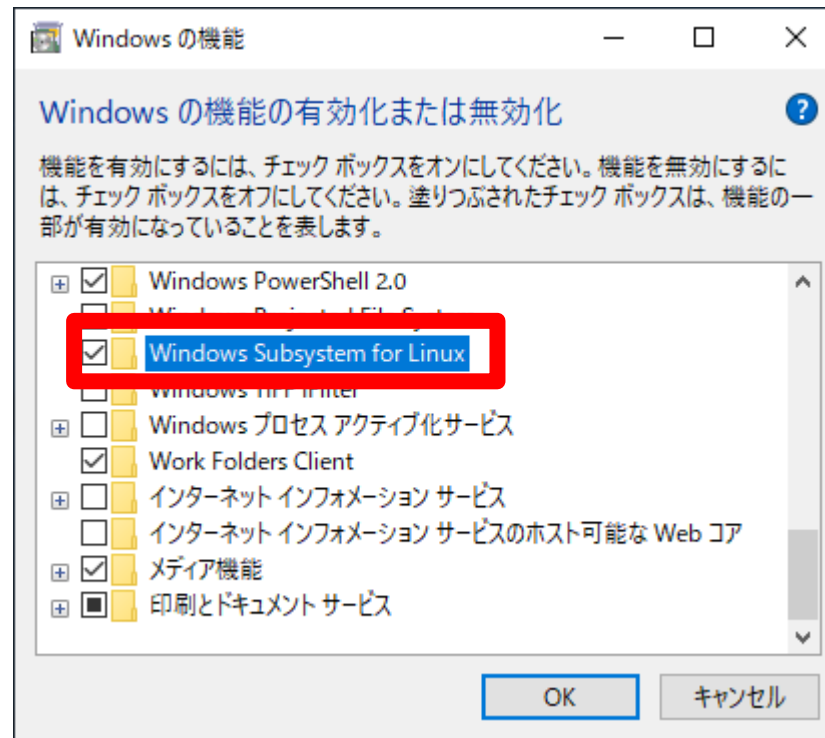 Windows の機能
Windows の機能の有効化または無効化
機能を有効にするには、チェック ボックスをオンにしてください。機能を無効にするに
は、チェック ボックスをオフにしてください。塗りつぶされたチェック ボックスは、機能の一
部が有効になっていることを表します。
Windows PowerShell 2.0
Windows Subsystem for Linux
Windows プロセス アクティブ化サービス
Work Folders Client
インターネット インフォメーション サービス
インターネット インフォメーション サービスのホスト可能な Web コア
メディア機能
印刷とドキュメント サービス
OK
キャンセル